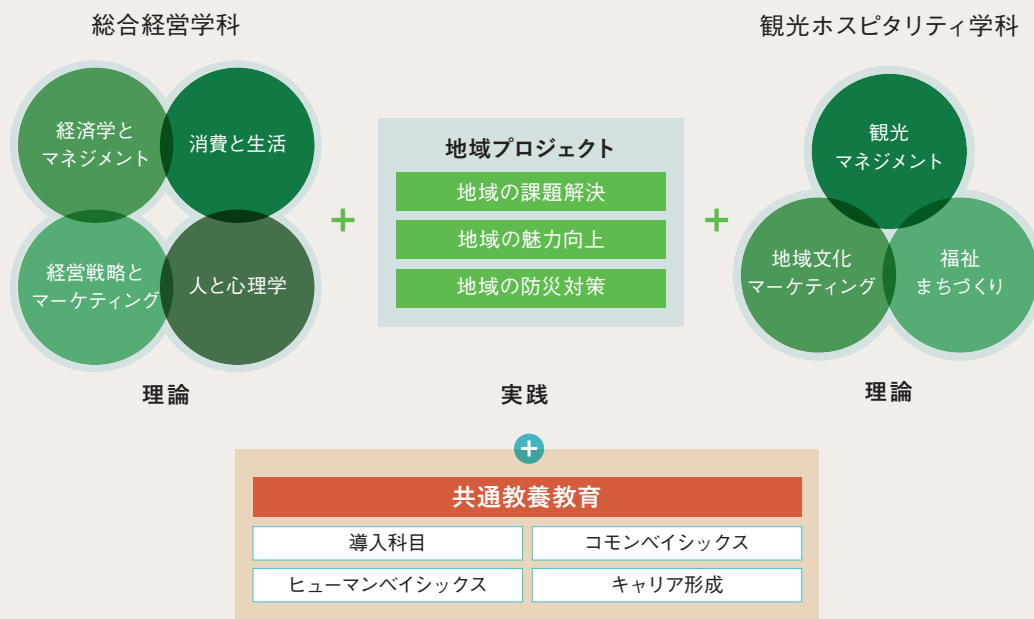 総合経営学科
経済学と
マネジメント
消費と生活
経営戦略と
マーケティング
人と心理学
理論
+
地域プロジェクト
地域の課題解決
地域の魅力向上
地域の防災対策
実践
+
観光ホスピタリティ学科
観光
マネジメント
地域文化
マーケティング
福祉
まちづくり
理論
+
共通教養教育
導入科目
コモンベイシックス
ヒューマンベイシックス
キャリア形成